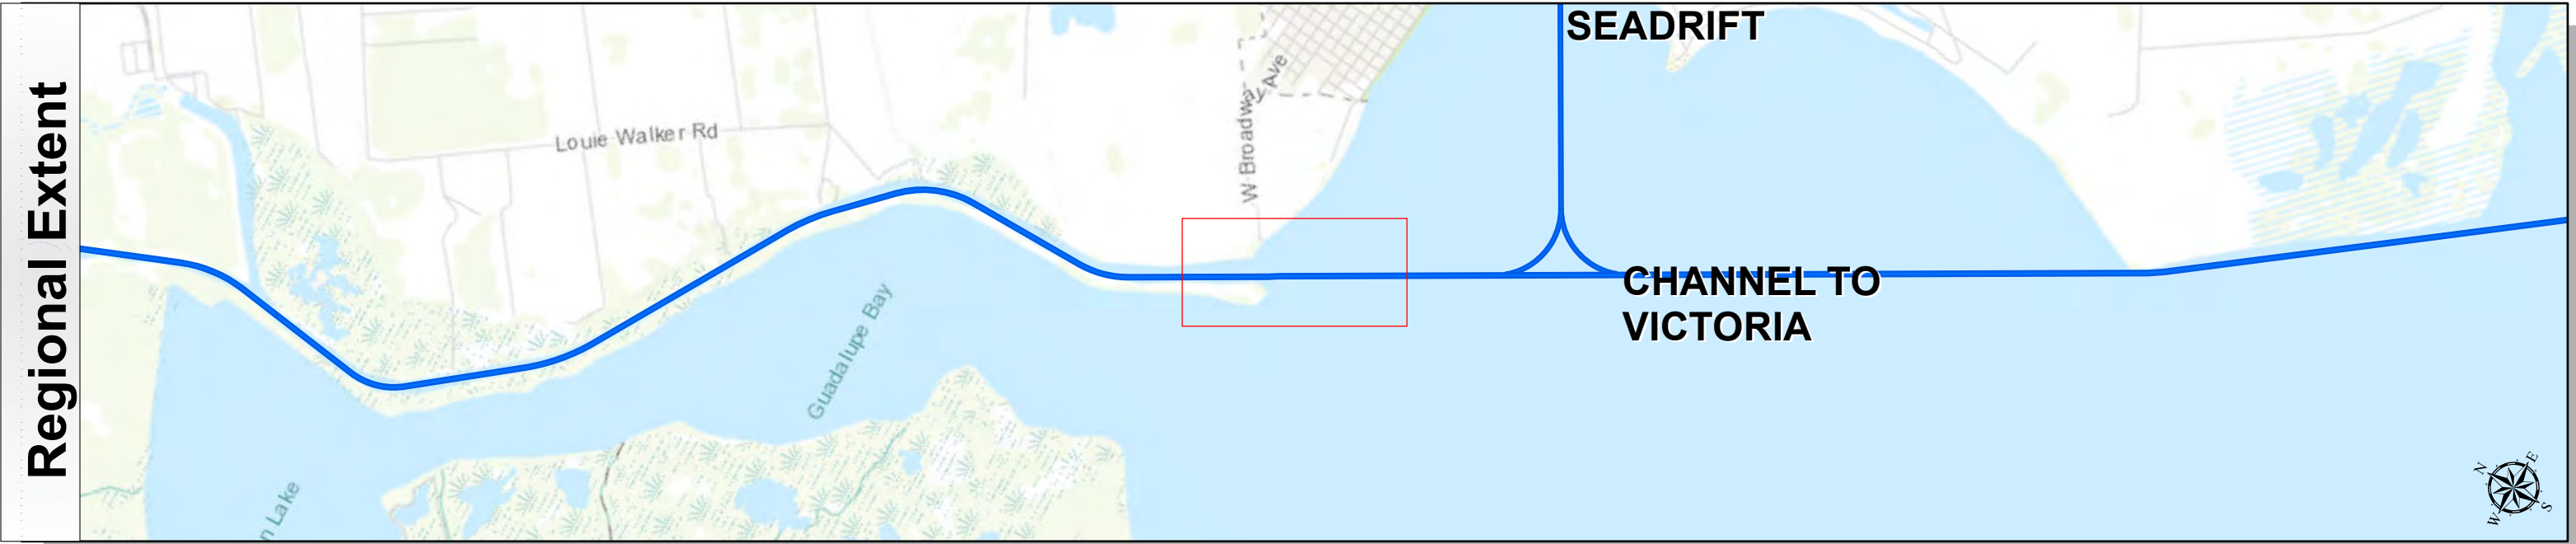 Regional Extent
SEADRIFT
W Broadway Ave
Louie Walker Rd
CHANNEL TO
VICTORIA
Guadalupe Bay
Lake
N
E
W
S